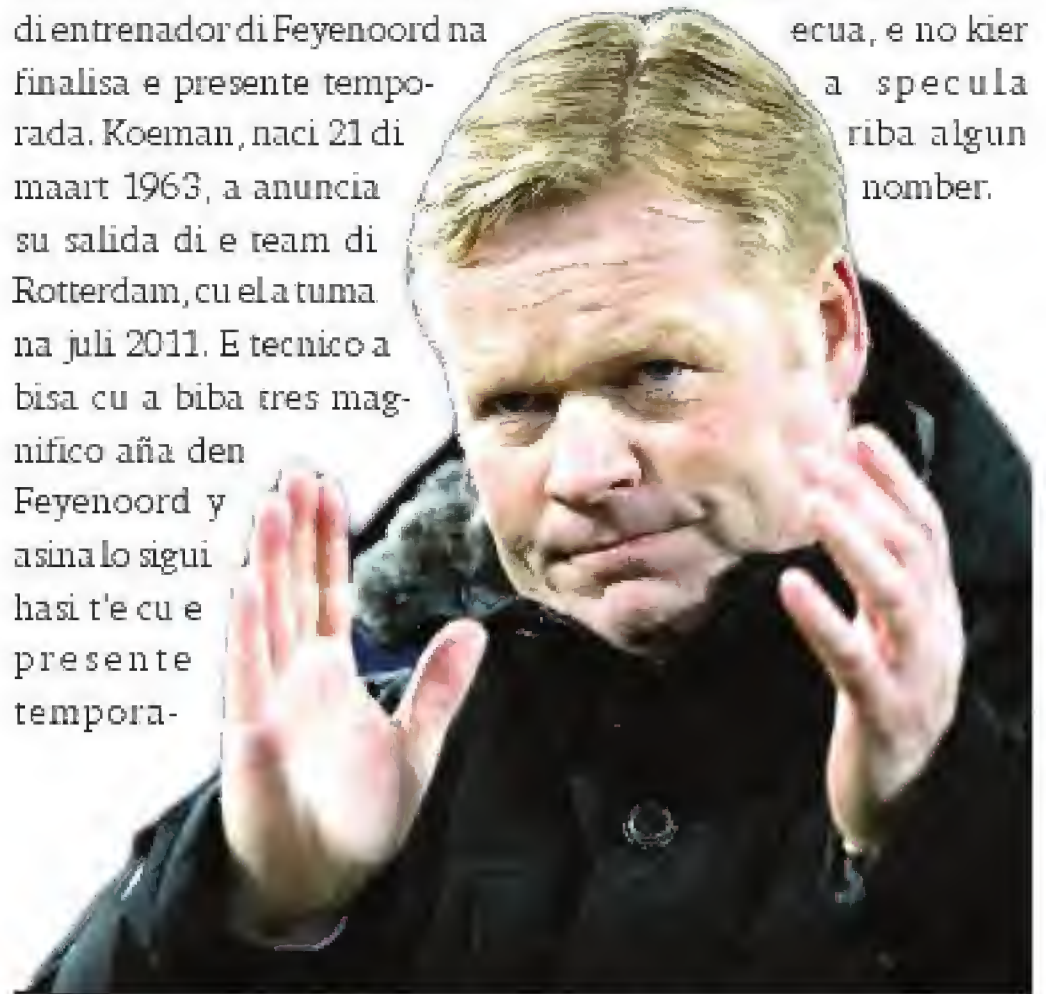 di entrenador di Feyenoord na
finalisa e presente tempo-
rada. Koeman, naci 21 di
maart 1963, a anuncia
su salida di e team di
Rotterdam, cu el a tuma
na juli 2011. E tecnico a
bisa cu a biba tres mag-
nifico aña den
Feyenoord y
asina lo sigui
hasi t'e cu e
presente
tempora-
ecua, e no kier
a specula
riba algun
nomber.